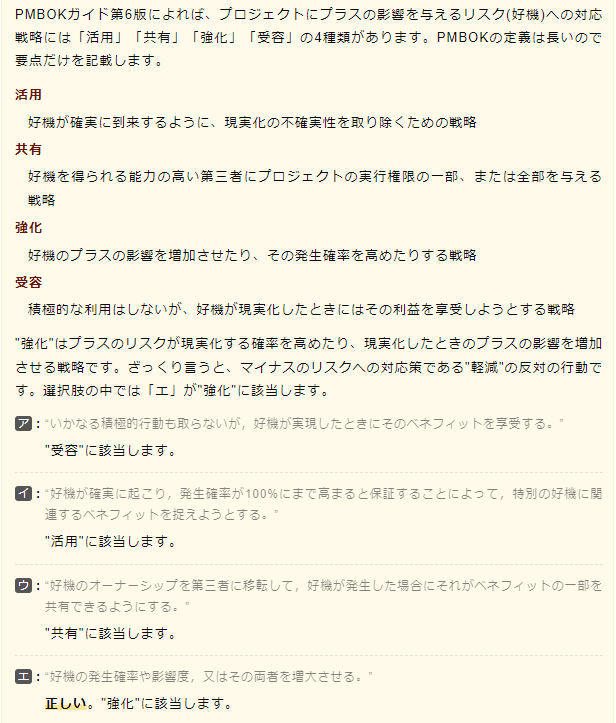 PMBOKガイド第6版によれば、プロジェクトにプラスの影響を与えるリスク(好機)への対応
戦略には「活用」「共有」「強化」「受容」の4種類があります。PMBOKの定義は長いので
要点だけを記載します。
活用
好機が確実に到来するように、現実化の不確実性を取り除くための戦略
共有
好機を得られる能力の高い第三者にプロジェクトの実行権限の一部、または全部を与える
戦略
強化
好機のプラスの影響を増加させたり、その発生確率を高めたりする戦略
受容
積極的な利用はしないが、好機が現実化したときにはその利益を享受しようとする戦略
"強化"はプラスのリスクが現実化する確率を高めたり、現実化したときのプラスの影響を増加
させる戦略です。ざっくり言うと、マイナスのリスクへの対応策である"軽減"の反対の行動で
す。選択肢の中では「エ」が"強化"に該当します。
ア：“いかなる積極的行動も取らないが，好機が実現したときにそのベネフィットを享受する。”
"受容"に該当します。
イ：“好機が確実に起こり，発生確率が100%にまで高まると保証することによって，特別の好機に関
連するベネフィットを捉えようとする。”
"活用"に該当します。
ウ：“好機のオーナーシップを第三者に移転して，好機が発生した場合にそれがベネフィットの一部を
共有できるようにする。”
"共有"に該当します。
エ：“好機の発生確率や影響度，又はその両者を増大させる。”
正しい。"強化"に該当します。